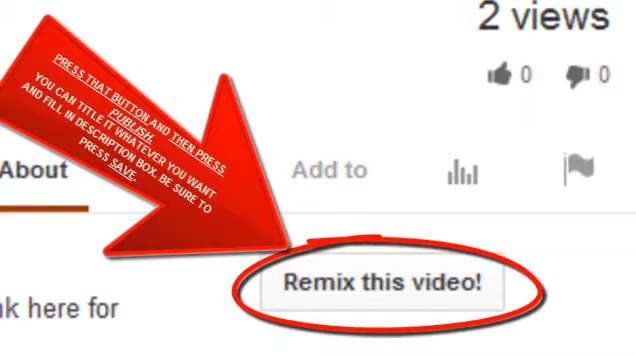 2 views
0 0
PRESS THAT BUTTON AND THEN PRESS
PUBLISH.
YOU CAN TITLE IT WHATEVER YOU WANT
AND FILL IN DESCRIPTION BOX. BE SURE TO
PRESS SAVE.
About Add to
Remix this video!
nk here for